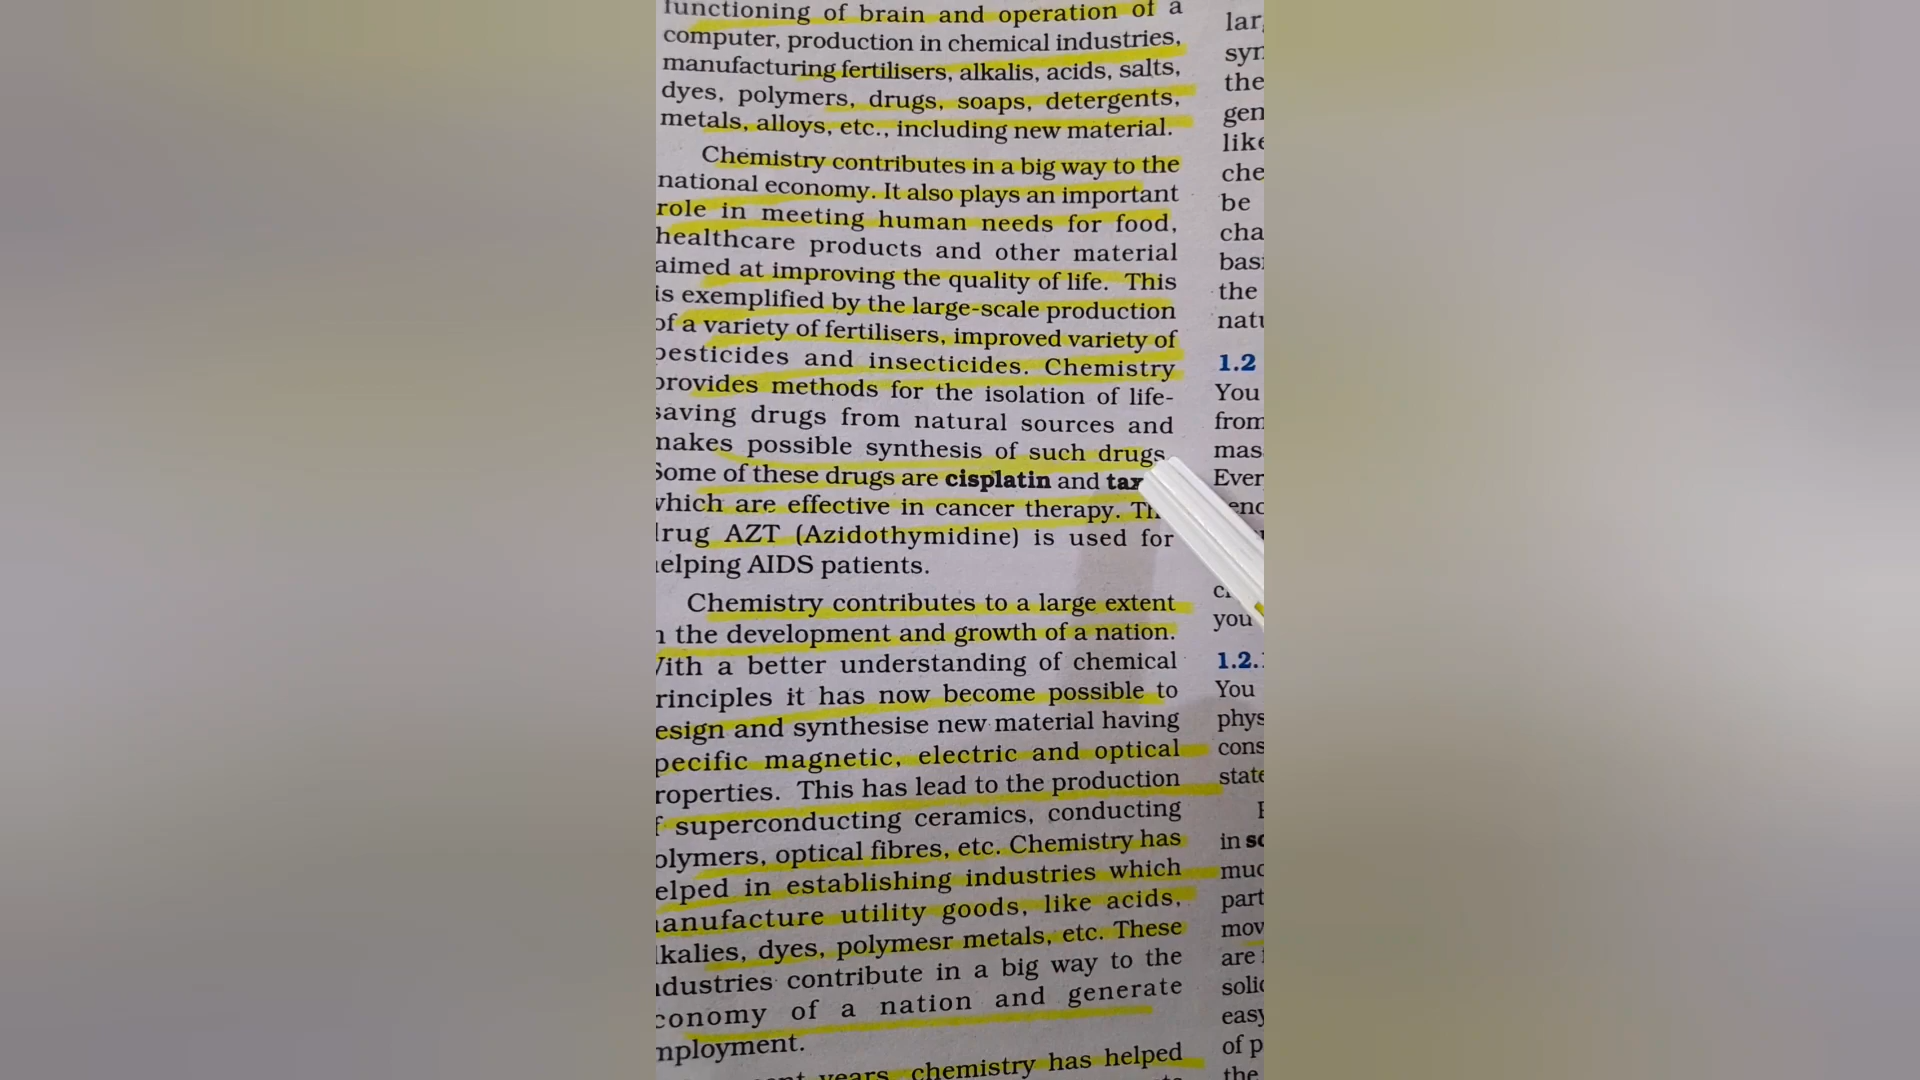 functioning of brain and operation of a
computer, production in chemical industries,
manufacturing fertilisers, alkalis, acids, salts,
dyes, polymers, drugs, soaps, detergents,
metals, alloys, etc., including new material.
Chemistry contributes in a big way to the
national economy. It also plays an important
role in meeting human needs for food,
healthcare products and other material
aimed at improving the quality of life. This
is exemplified by the large-scale production
of a variety of fertilisers, improved variety of
pesticides and insecticides. Chemistry
provides methods for the isolation of life-
saving drugs from natural sources and
makes possible synthesis of such drugs
Some of these drugs are cisplatin and
which are effective in cancer therapy.
drug AZT (Azidothymidine) is used for
helping AIDS patients.
Chemistry contributes to a large extent
the development and growth of a nation.
With a better understanding of chemical
principles it has now become possible to
design and synthesise new material having
specific magnetic, electric and optical
properties. This has lead to the production
superconducting ceramics, conducting
polymers, optical fibres, etc. Chemistry has
helped in establishing industries which
manufacture utility goods, like acids,
alkalies, dyes, polymesr metals, etc. These
industries contribute in a big way to the
economy of a nation and generate
employment.
years, chemistry has helped
the
be
the
1.2
You
from
Ever
you
1.2.
You
in
are
of
the